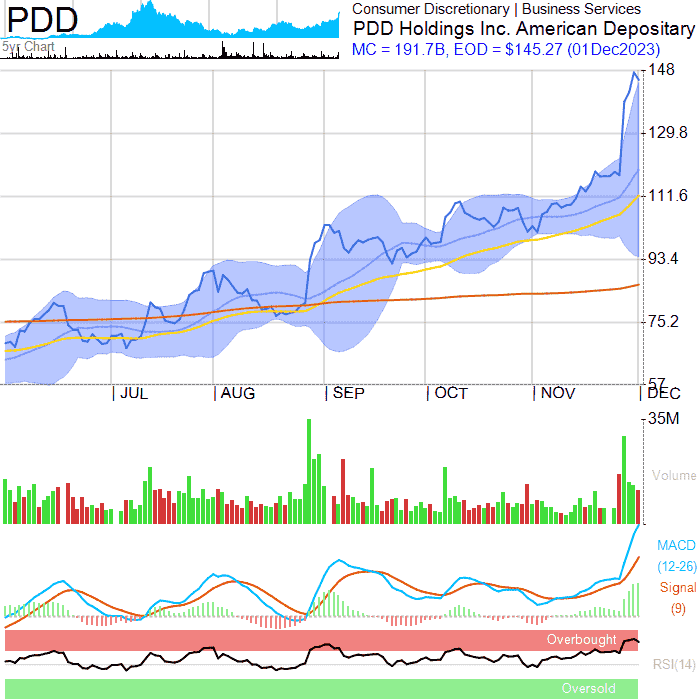 PDD
5yr Chart
Consumer Discretionary | Business Services
PDD Holdings Inc. American Depositary
MC = 191.7B, EOD = $145.27 (01Dec2023)
148
129.8
111.6
93.4
75.2
57
JUL
AUG
SEP
OCT
NOV
DEC
35M
Volume
MACD
(12-26)
Signal
(9)
Overbought
RSI(14)
Oversold